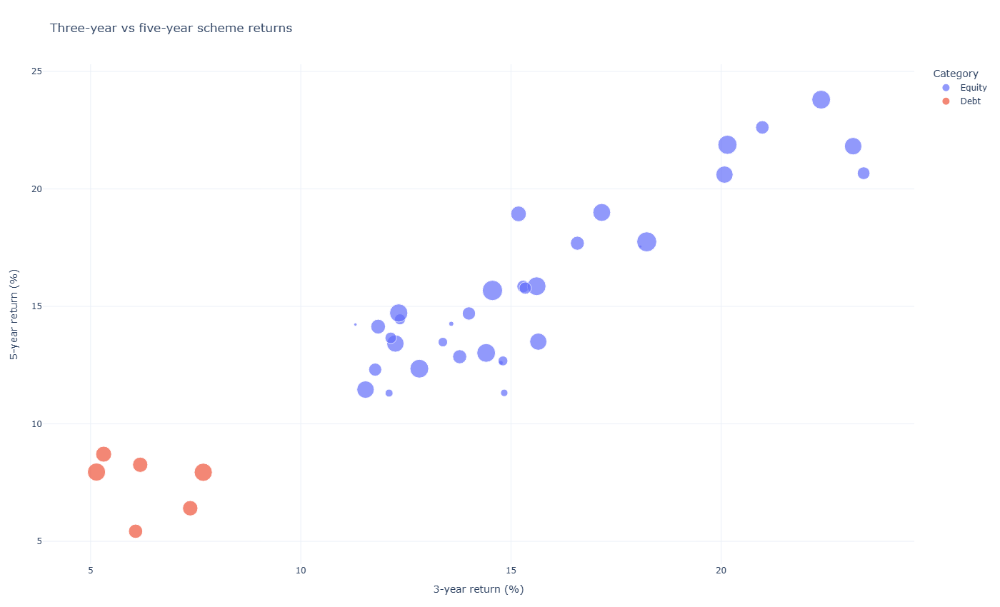 Three-year vs five-year scheme returns
Category
Equity
Debt
25
20
15
10
5
5-year return (%)
5
10
15
20
3-year return (%)